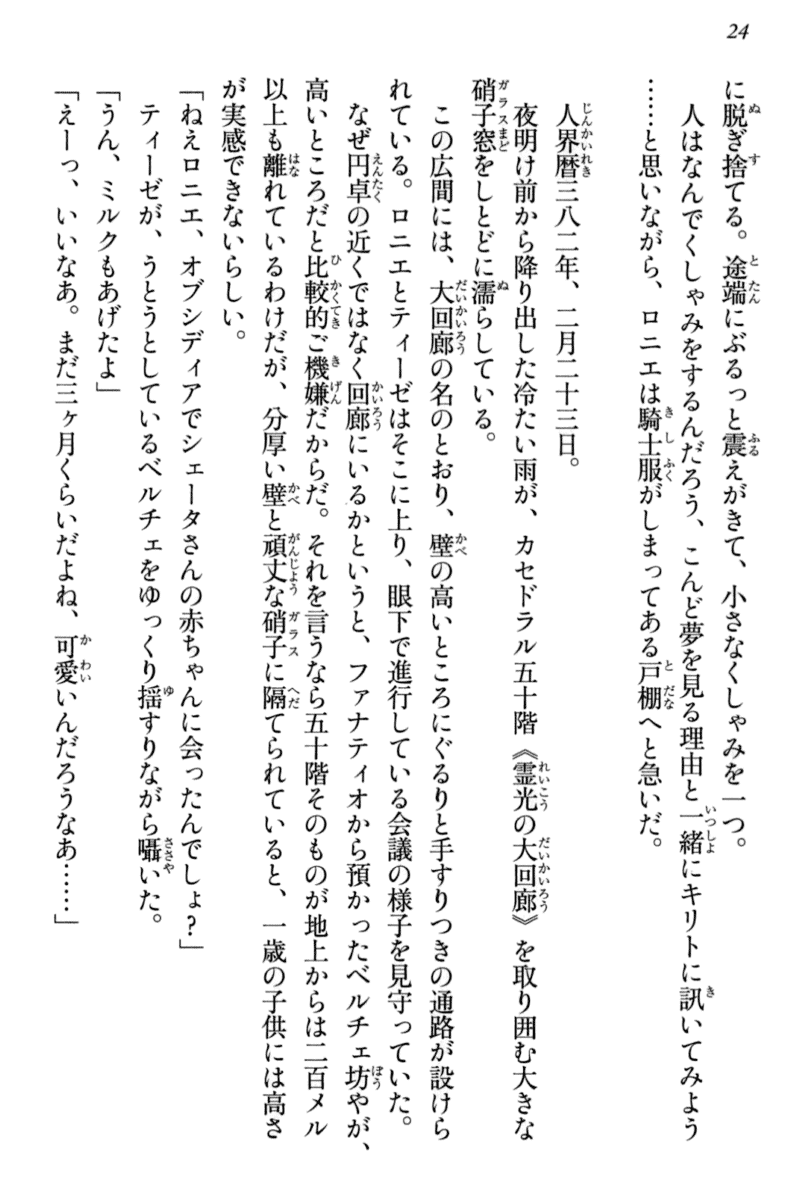 24
に脱ぎ捨てる。途端にぶるっと震えがきて、小さなくしゃみを一つ。
人はなんでくしゃみをするんだろう、こんど夢を見る理由と一緒にキリトに訊いてみよう
……と思いながら、ロニエは騎士服がしまってある戸棚へと急いだ。
人界暦三八二年、二月二十三日。
夜明け前から降り出した冷たい雨が、カセドラル五十階《霊光の大回廊》を取り囲む大きな
硝子窓をしとどに濡らしている。
この広間には、大回廊の名のとおり、壁の高いところにぐるりと手すりつきの通路が設けら
れている。ロニエとティーゼはそこに上り、眼下で進行している会議の様子を見守っていた。
なぜ円卓の近くではなく回廊にいるかというと、ファナティオから預かったベルチェ坊やが、
高いところだと比較的ご機嫌だからだ。それを言うなら五十階そのものが地上からは二百メル
以上も離れているわけだが、分厚い壁と頑丈な硝子に隔てられていると、一歳の子供には高さ
が実感できないらしい。
「ねえロニエ、オブシディアでシェータさんの赤ちゃんに会ったんでしょ？」
ティーゼが、うとうとしているベルチェをゆっくり揺すりながら囁いた。
「うん、ミルクもあげたよ」
「えーっ、いいなあ。まだ三ヶ月くらいだよね、可愛いんだろうなあ……」